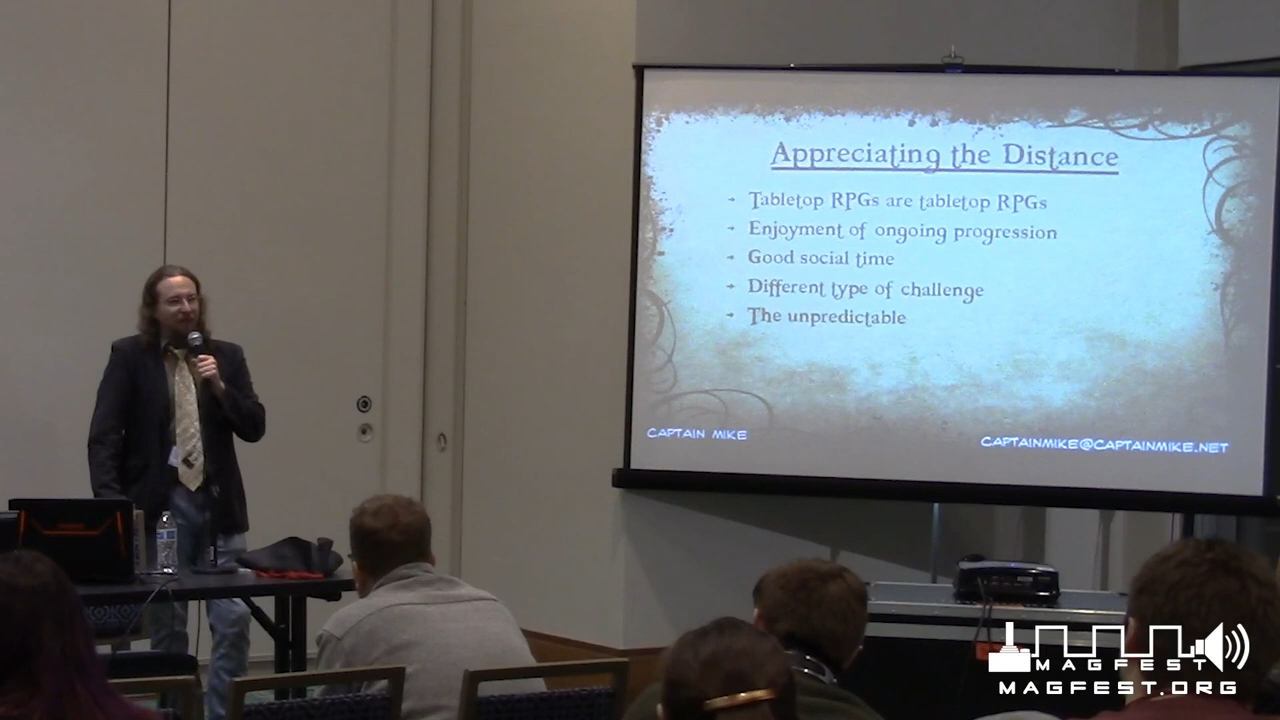 Appreciating the Distance
Tabletop RPGs are tabletop RPGs
Enjoyment of ongoing progression
Good social time
Different type of challenge
The unpredictable
CAPTAIN MIKE
CAPTAINMIKE@CAPTAINMIKE.NET
MAGFEST
MAGFEST.ORG